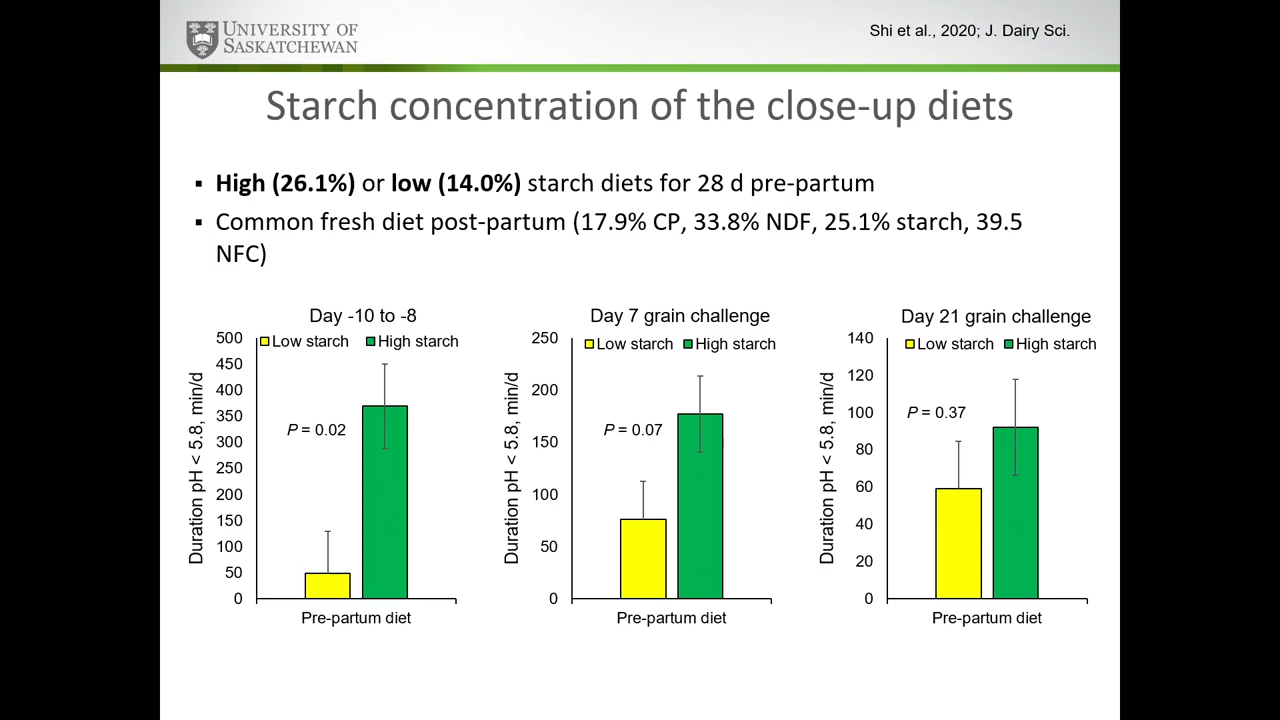 UNIVERSITY OF
SASKATCHEWAN
Shi et al., 2020; J. Dairy Sci.
Starch concentration of the close-up diets
▪ High (26.1%) or low (14.0%) starch diets for 28 d pre-partum
▪ Common fresh diet post-partum (17.9% CP, 33.8% NDF, 25.1% starch, 39.5
NFC)
Day -10 to -8
Low starch High starch
Duration pH < 5.8, min/d
500
450
400
350
300
250
200
150
100
50
0
P = 0.02
Pre-partum diet
Day 7 grain challenge
Low starch High starch
Duration pH < 5.8, min/d
250
200
150
100
50
0
P = 0.07
Pre-partum diet
Day 21 grain challenge
Low starch High starch
Duration pH < 5.8, min/d
140
120
100
80
60
40
20
0
P = 0.37
Pre-partum diet